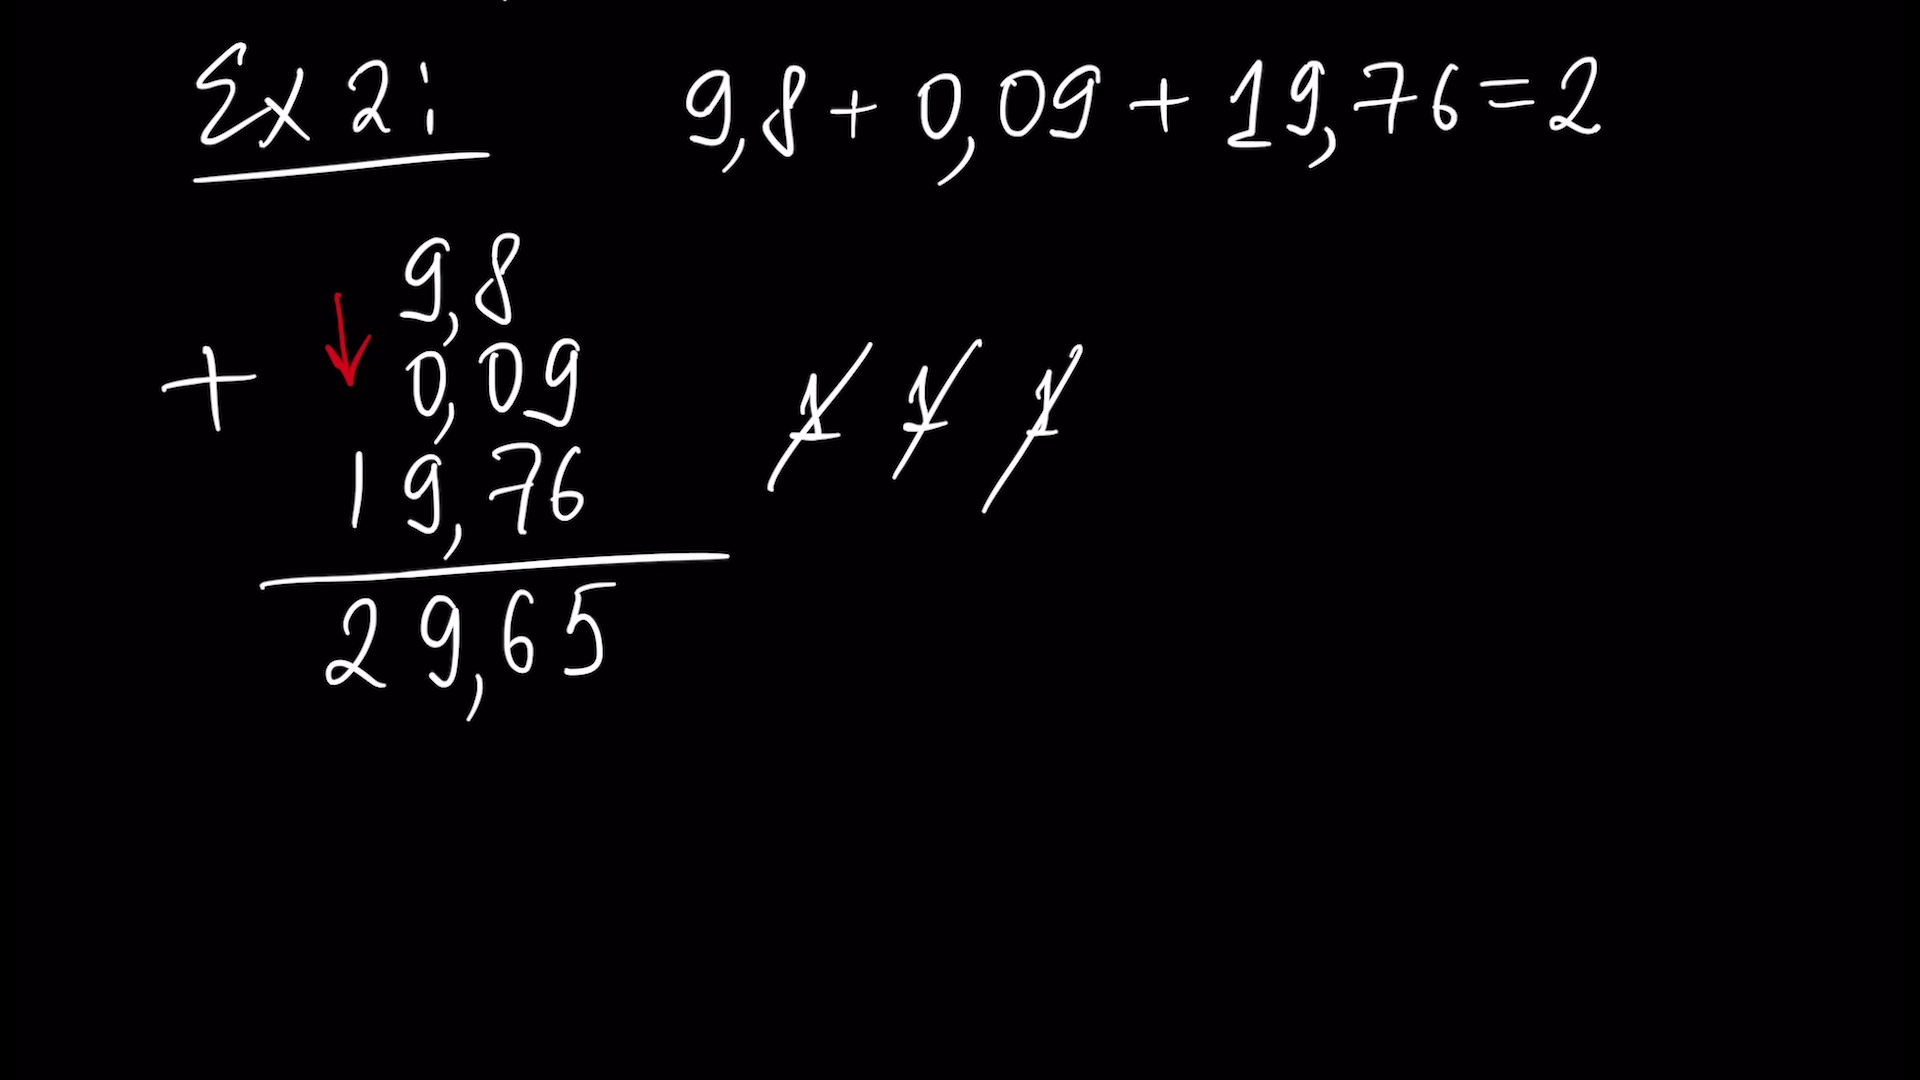 Ex 2: 9,8 + 0,09 + 19,76 = 2
9,8
+ 0,09
1 1 1
19,76
29,65